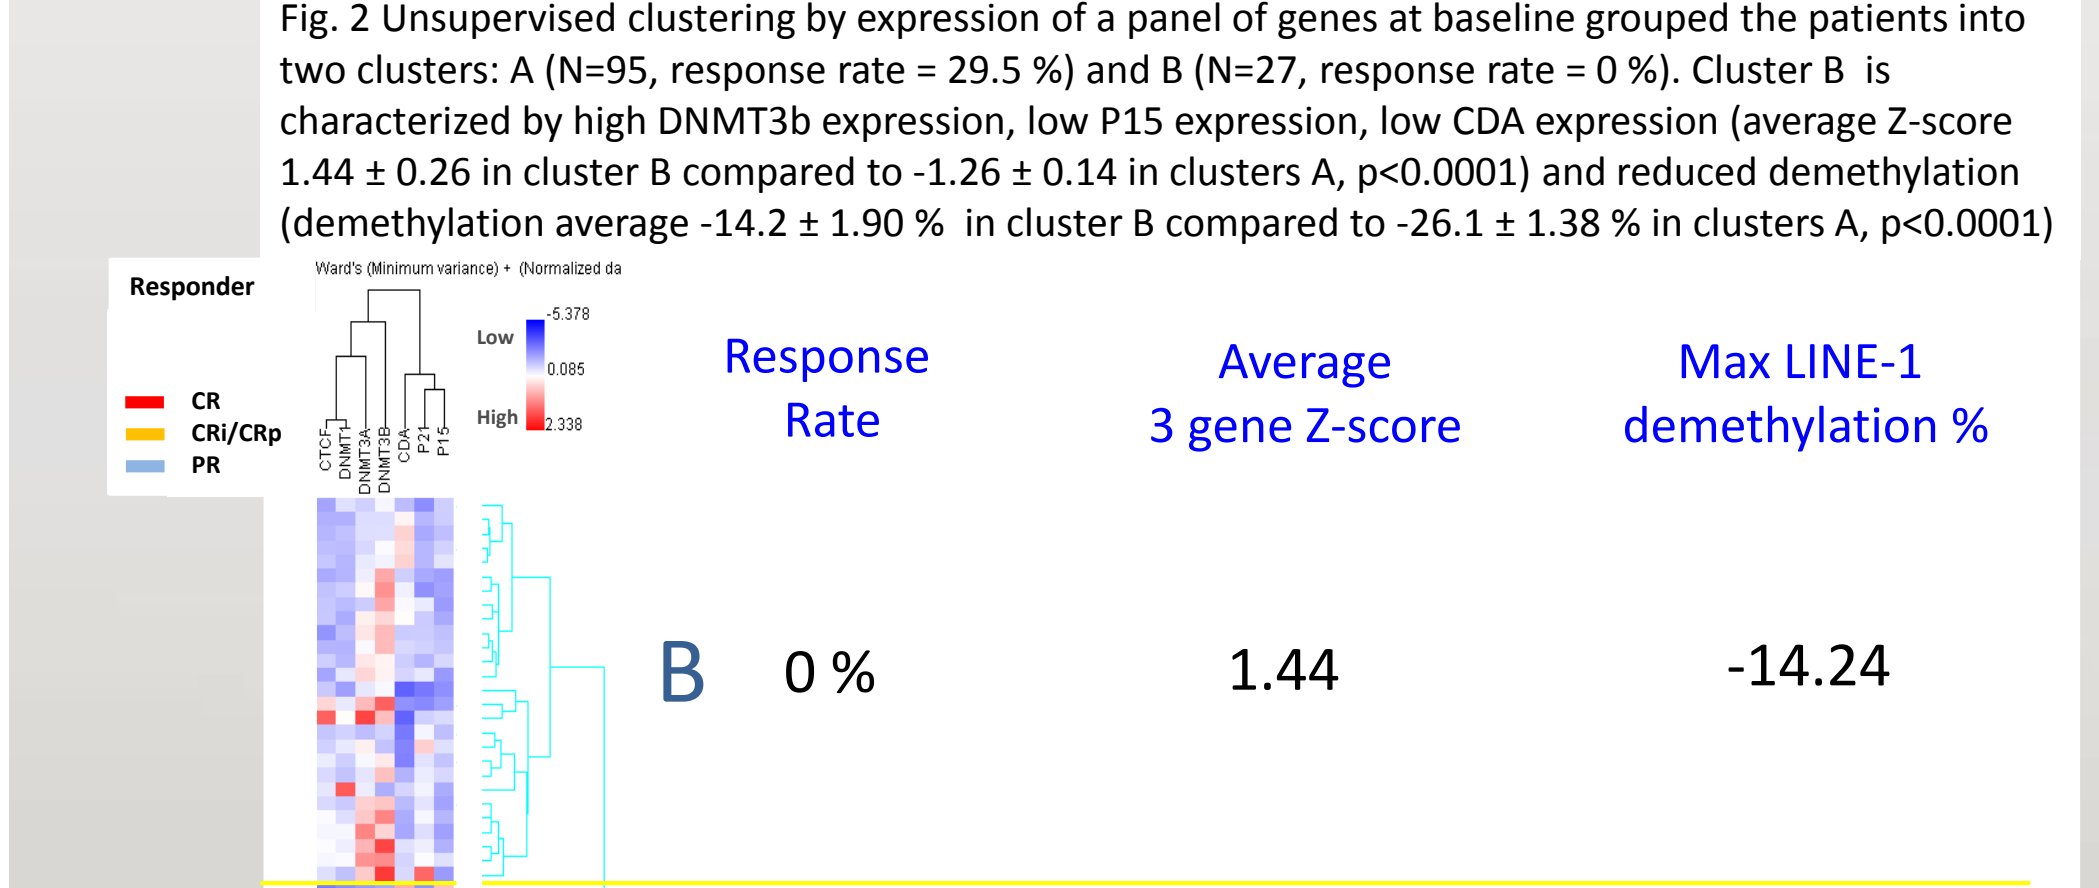 Fig. 2 Unsupervised clustering by expression of a panel of genes at baseline grouped the patients into
two clusters: A (N=95, response rate = 29.5 %) and B (N=27, response rate = 0 %). Cluster B  is
characterized by high DNMT3b expression, low P15 expression, low CDA expression (average Z-score
1.44 ± 0.26 in cluster B compared to -1.26 ± 0.14 in clusters A, p<0.0001) and reduced demethylation
(demethylation average -14.2 ± 1.90 %  in cluster B compared to -26.1 ± 1.38 % in clusters A, p<0.0001)
Ward's (Minimum variance) +  (Normalized da
Responder
CR
CRi/CRp
PR
Low
High
-5.378
0.085
2.338
CTCF
DNMT1
DNMT3A
DNMT3B
CDA
P21
P15
Response
Rate
Average
3 gene Z-score
Max LINE-1
demethylation %
B
0 %
1.44
-14.24